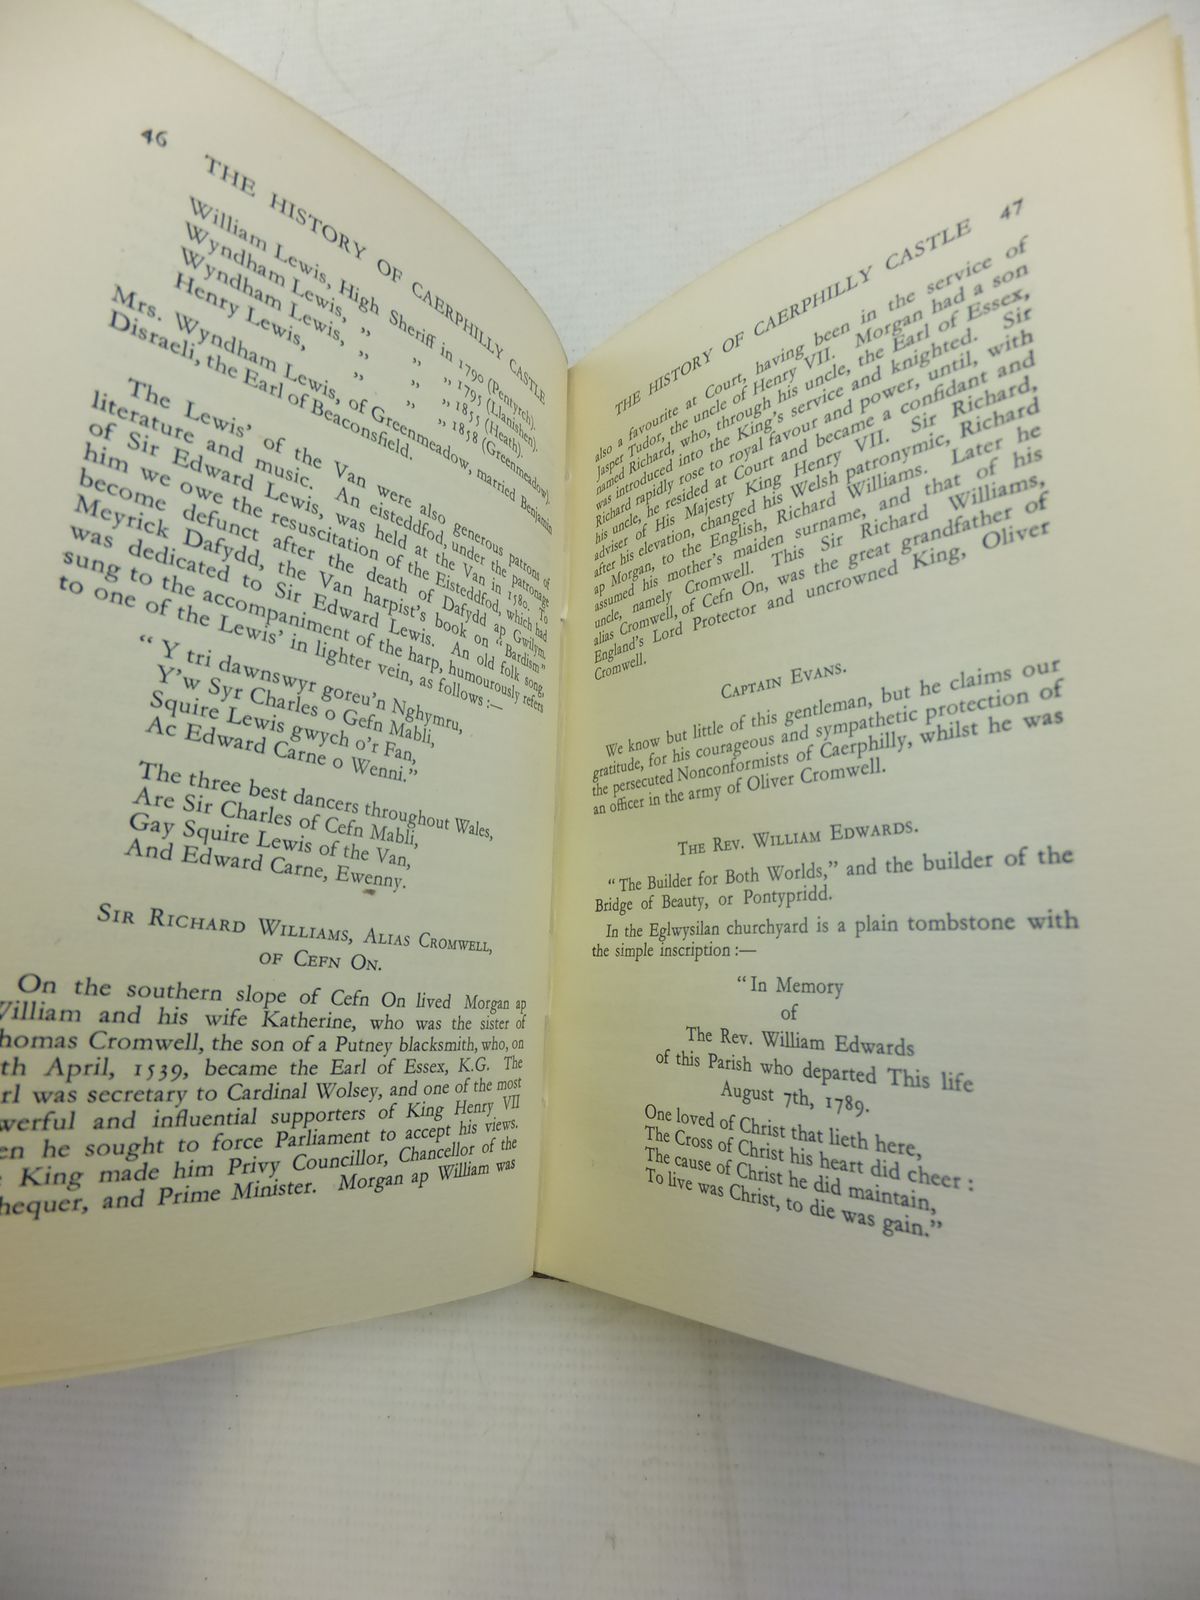 46
THE HISTORY OF CAERPHILLY CASTLE
William Lewis, High Sheriff in 1790 (Pentyrch).
Wyndham Lewis, „ „ „ 1795 (Llanishen).
Wyndham Lewis, „ „ „ 1855 (Heath).
Henry Lewis, „ „ „ 1858 (Greenmeadow).
Mrs. Wyndham Lewis, of Greenmeadow, married Benjamin
Disraeli, the Earl of Beaconsfield.
The Lewis' of the Van were also generous patrons of
literature and music. An eisteddfod, under the patronage
of Sir Edward Lewis, was held at the Van in 1580. To
him we owe the resuscitation of the Eisteddfod, which had
become defunct after the death of Dafydd ap Gwilym.
Meyrick Dafydd, the Van harpist's book on "Bardism"
was dedicated to Sir Edward Lewis. An old folk song,
sung to the accompaniment of the harp, humourously refers
to one of the Lewis' in lighter vein, as follows :—
" Y tri dawnswyr goreu'n Nghymru,
Y'w Syr Charles o Gefn Mabli,
Squire Lewis gwych o'r Fan,
Ac Edward Carne o Wenni."
The three best dancers throughout Wales,
Are Sir Charles of Cefn Mabli,
Gay Squire Lewis of the Van,
And Edward Carne, Ewenny.
SIR RICHARD WILLIAMS, ALIAS CROMWELL,
OF CEFN ON.
On the southern slope of Cefn On lived Morgan ap
William and his wife Katherine, who was the sister of
homas Cromwell, the son of a Putney blacksmith, who, on
th April, 1539, became the Earl of Essex, K.G. The
rl was secretary to Cardinal Wolsey, and one of the most
werful and influential supporters of King Henry VII
en he sought to force Parliament to accept his views.
King made him Privy Councillor, Chancellor of the
hequer, and Prime Minister. Morgan ap William was
THE HISTORY OF CAERPHILLY CASTLE 47
also a favourite at Court, having been in the service of
Jasper Tudor, the uncle of Henry VII. Morgan had a son
named Richard, who, through his uncle, the Earl of Essex,
was introduced into the King's service and knighted. Sir
Richard rapidly rose to royal favour and power, until, with
his uncle, he resided at Court and became a confidant and
adviser of His Majesty King Henry VII. Sir Richard,
after his elevation, changed his Welsh patronymic, Richard
ap Morgan, to the English, Richard Williams. Later he
assumed his mother's maiden surname, and that of his
uncle, namely Cromwell. This Sir Richard Williams,
alias Cromwell, of Cefn On, was the great grandfather of
England's Lord Protector and uncrowned King, Oliver
Cromwell.
CAPTAIN EVANS.
We know but little of this gentleman, but he claims our
gratitude, for his courageous and sympathetic protection of
the persecuted Nonconformists of Caerphilly, whilst he was
an officer in the army of Oliver Cromwell.
THE REV. WILLIAM EDWARDS.
" The Builder for Both Worlds," and the builder of the
Bridge of Beauty, or Pontypridd.
In the Eglwysilan churchyard is a plain tombstone with
the simple inscription :—
" In Memory
of
The Rev. William Edwards
of this Parish who departed This life
August 7th, 1789.
One loved of Christ that lieth here,
The Cross of Christ his heart did cheer :
The cause of Christ he did maintain,
To live was Christ, to die was gain."